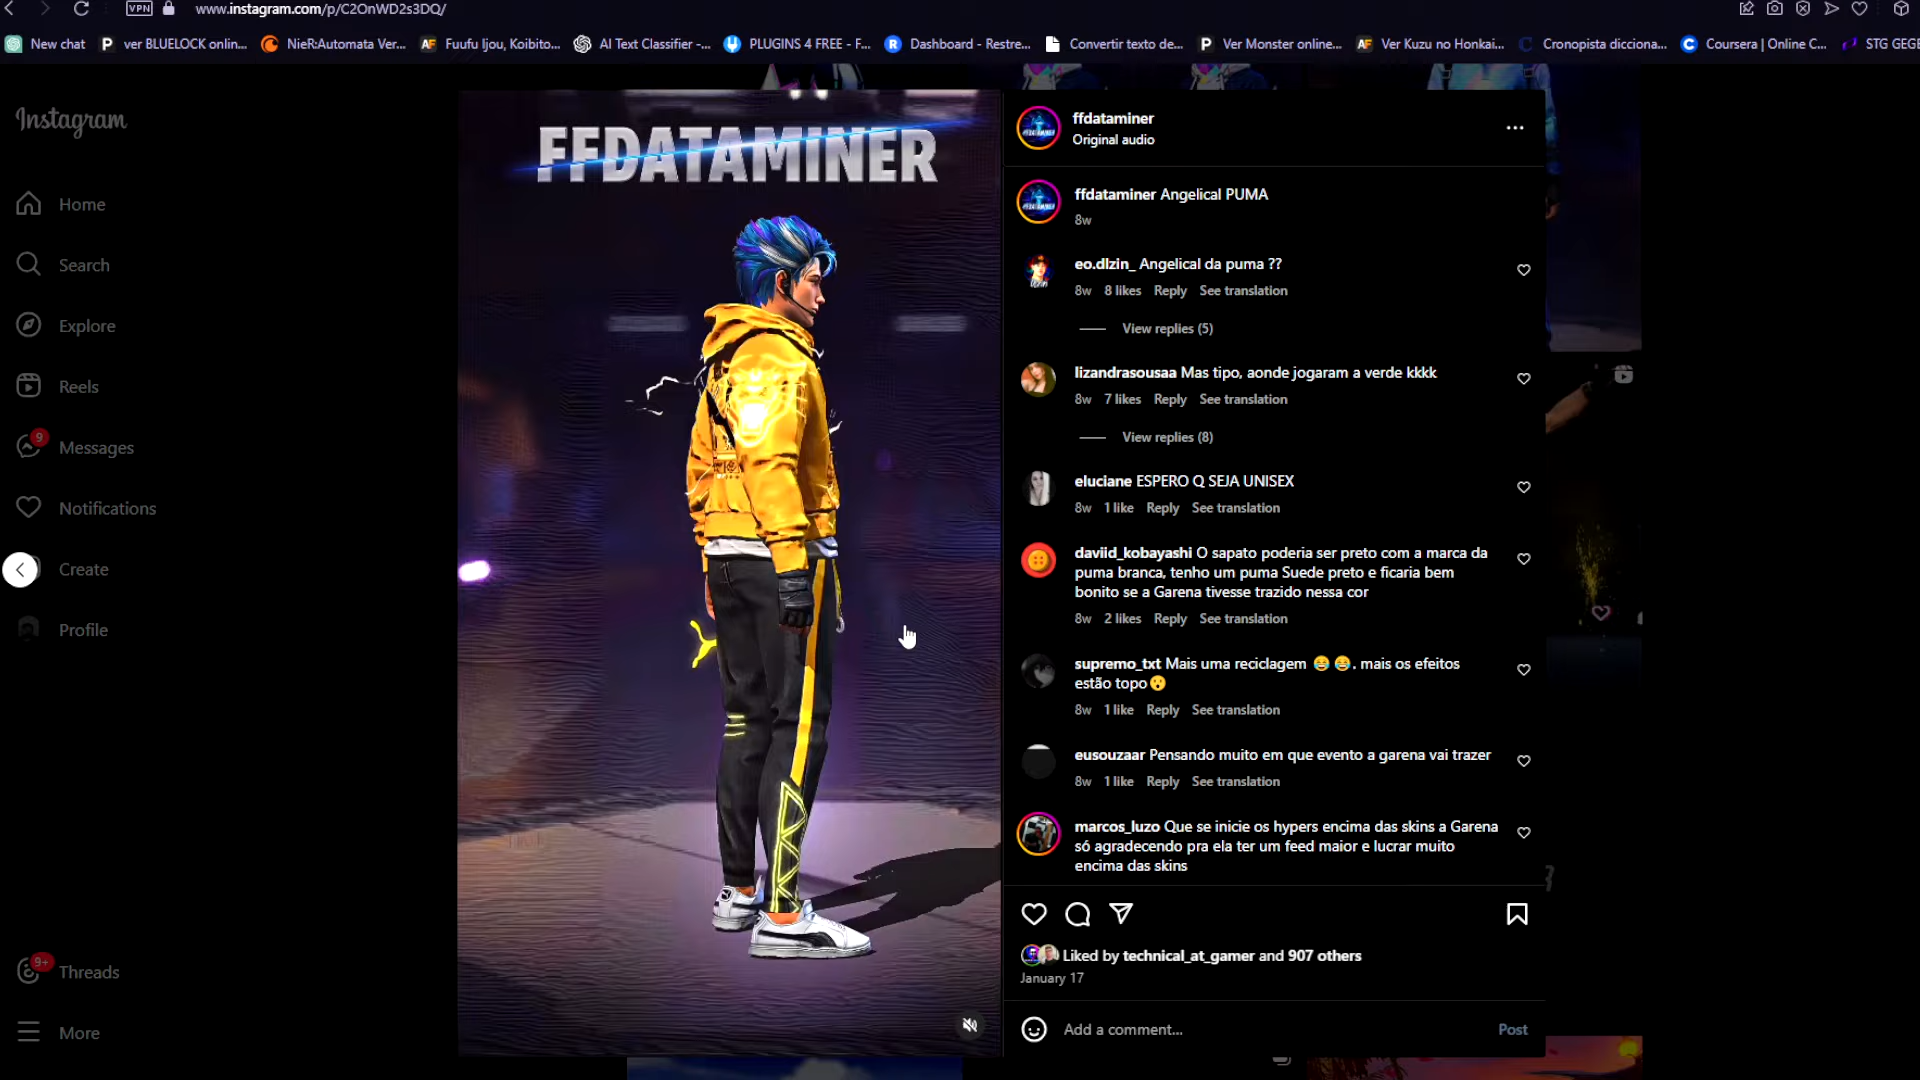 VPN
www.instagram.com/p/C2OnWD2s3DQ/
New chat
ver BLUELOCK onlin...
NieR:Automata Ver...
Fuufu Ijou, Koibito...
AI Text Classifier -...
PLUGINS 4 FREE - F...
Dashboard - Restre...
Convertir texto de...
Ver Monster online...
Ver Kuzu no Honkai...
Cronopista dicciona...
Coursera | Online C...
STG GEGE
Instagram
Home
Search
Explore
Reels
9
Messages
Notifications
Create
Profile
9+
Threads
More
FFDATAMINER
ffdataminer
Original audio
ffdataminer Angelical PUMA
8w
eo.dlzin_ Angelical da puma ??
8w 8 likes Reply See translation
View replies (5)
lizandrasousaa Mas tipo, aonde jogaram a verde kkkk
8w 7 likes Reply See translation
View replies (8)
eluciane ESPERO Q SEJA UNISEX
8w 1 like Reply See translation
daviid_kobayashi O sapato poderia ser preto com a marca da
puma branca, tenho um puma Suede preto e ficaria bem
bonito se a Garena tivesse trazido nessa cor
8w 2 likes Reply See translation
supremo_txt Mais uma reciclagem 😂😂. mais os efeitos
estão topo😮
8w 1 like Reply See translation
eusouzaar Pensando muito em que evento a garena vai trazer
8w 1 like Reply See translation
marcos_luzo Que se inicie os hypers encima das skins a Garena
só agradecendo pra ela ter um feed maior e lucrar muito
encima das skins
Liked by technical_at_gamer and 907 others
January 17
Add a comment...
Post